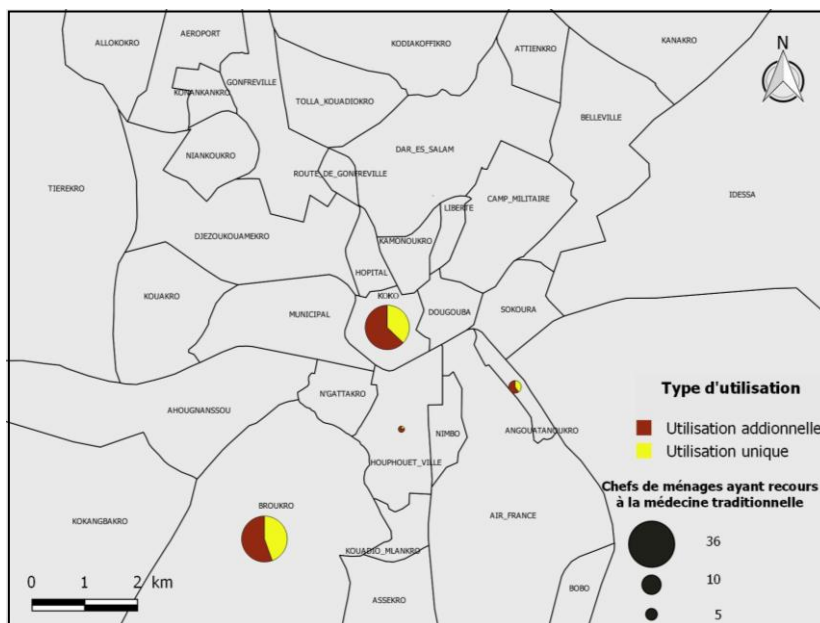 ALLOKOKRO
AEROPORT
KODIAKOFFIKRO
ATTIENKRO
KANAKRO
N
KONANKANKRO
GONFREVILLE
TOLLA_KOUADIOKRO
BELLEVILLE
NIANKOUKRO
DAR_ES_SALAM
ROUTE_DE_GONFREVILLE
TIEREKRO
CAMP_MILITAIRE
IDESSA
LIBERTE
DJEZOUKOUAMEKRO
KAMONOUKRO
HOPITAL
KOUAKRO
KOKO
MUNICIPAL
DOUGOUBA
SOKOURA
Type d'utilisation
N'GATTAKRO
AHOUGNANSSOU
Utilisation addionnelle
ANGOUATANOUKRO
NIMBO
Utilisation unique
HOUPHOUET_VILLE
Chefs de ménages ayant recours
à la médecine traditionnelle
BROUKRO
KOKANGBAKRO
AIR_FRANCE
36
KOUADIO_MLANKRO
10
0 1 2 km
BOBO
ASSEKRO
5